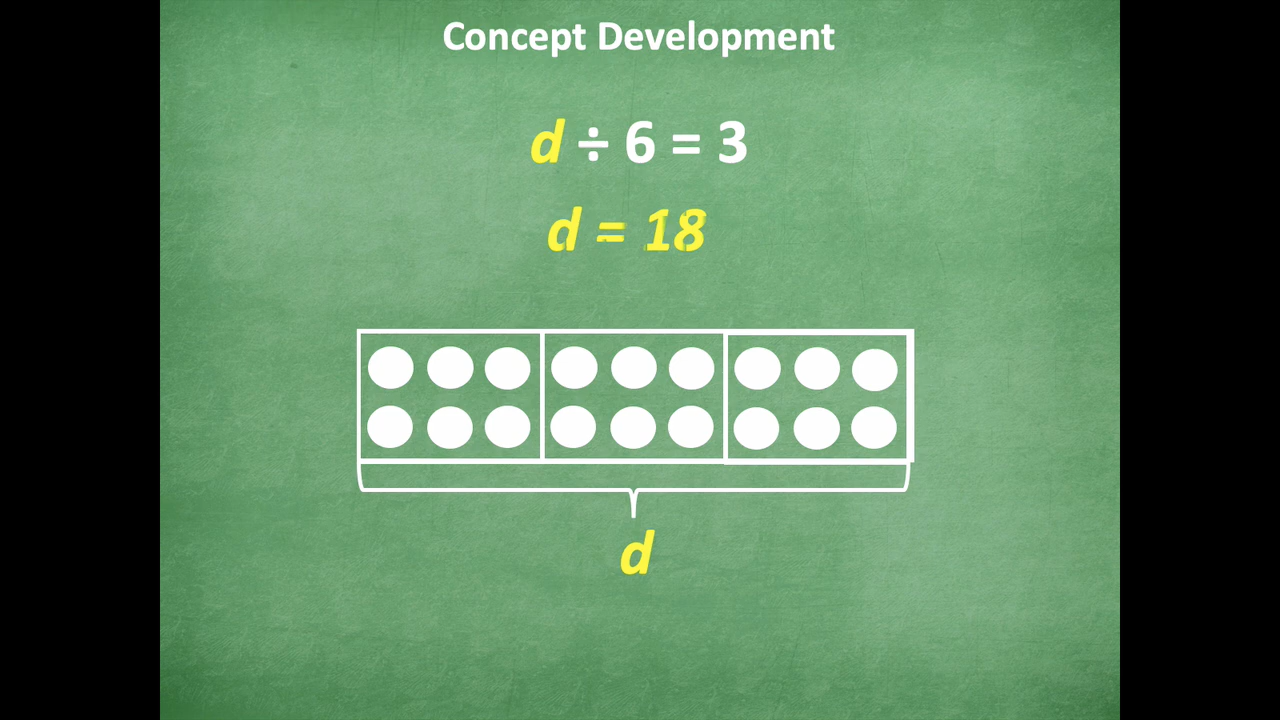 Concept Development
d ÷ 6 = 3
d = 18
d